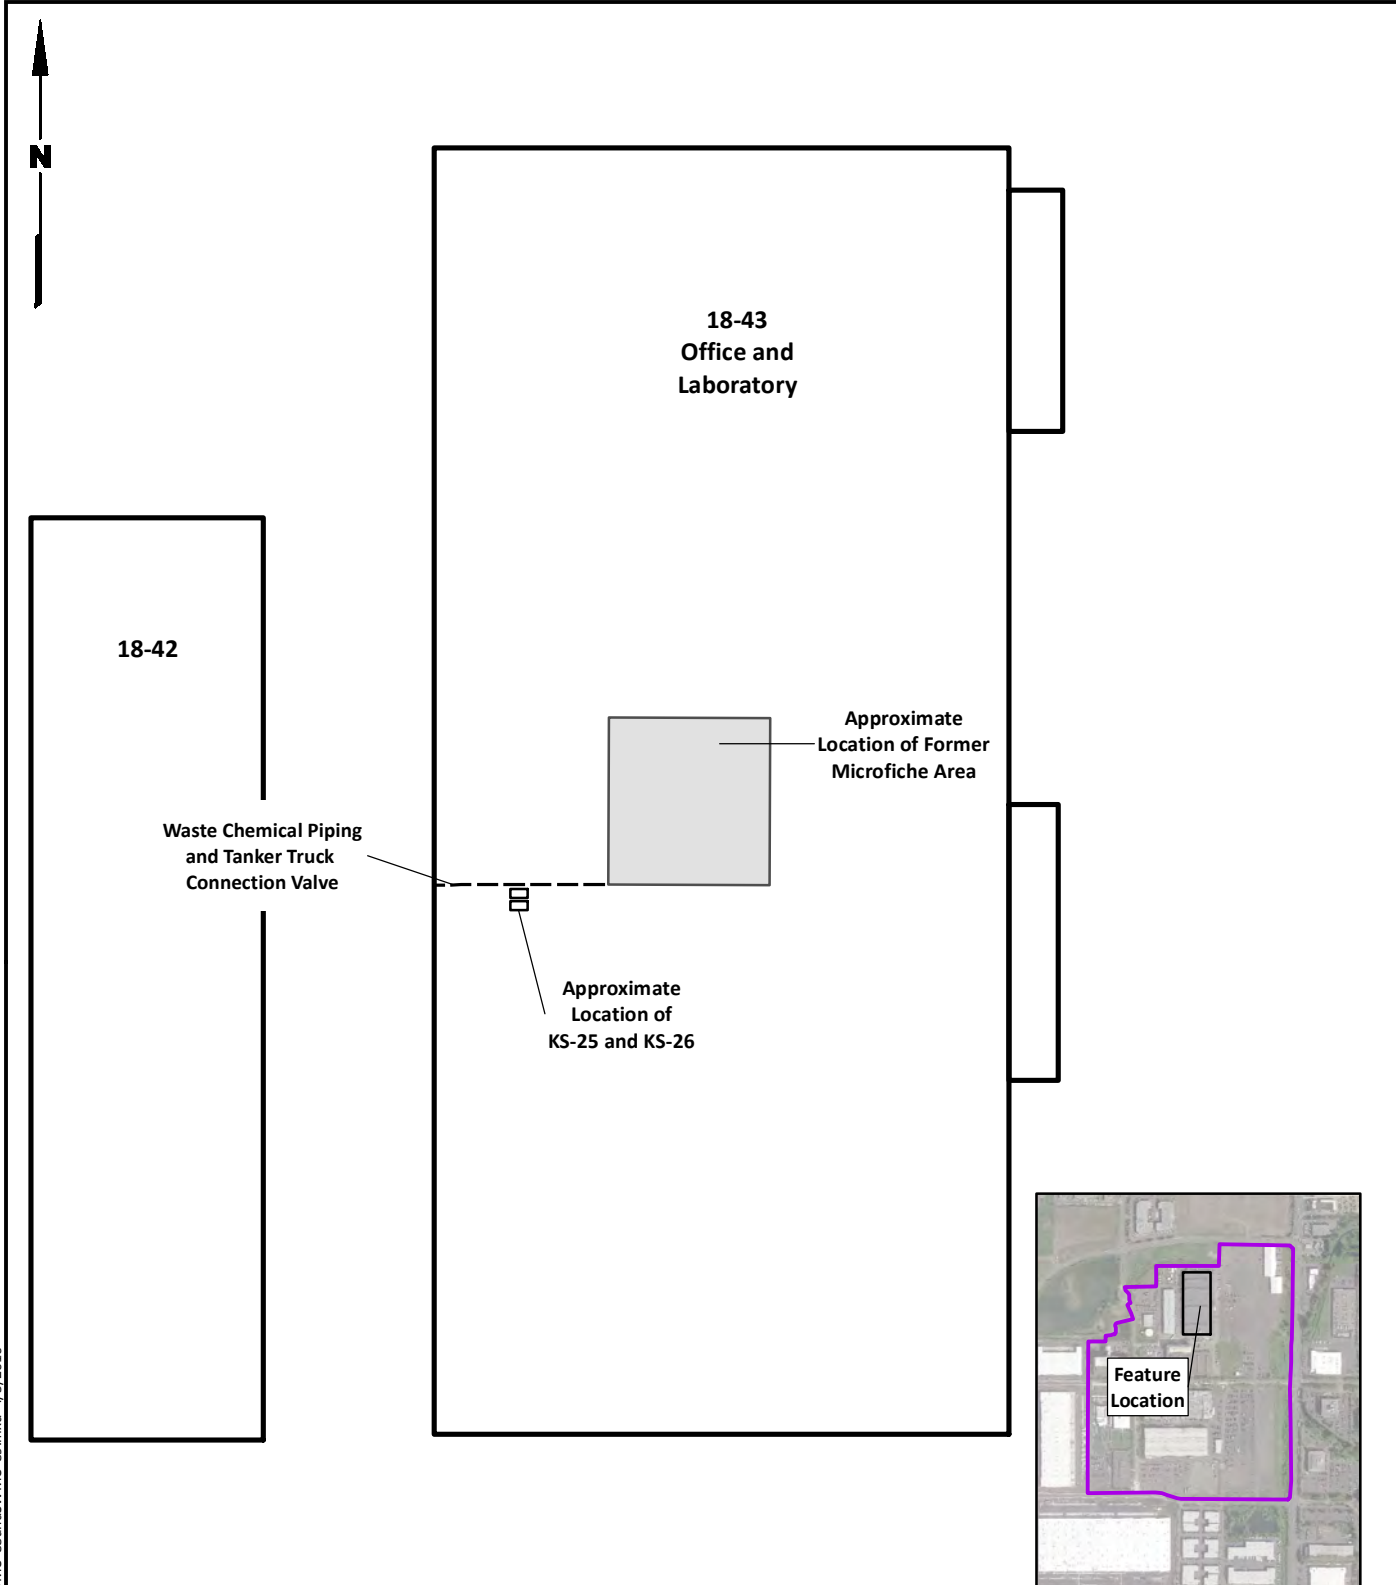 N
18-43
Office and
Laboratory
18-42
Approximate
Location of Former
Microfiche Area
Waste Chemical Piping
and Tanker Truck
Connection Valve
Approximate
Location of
KS-25 and KS-26
Feature
Location